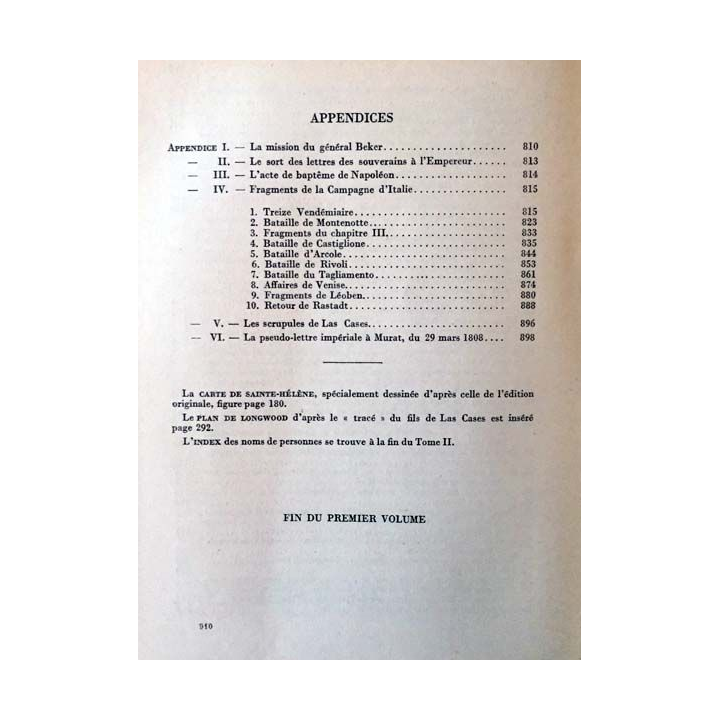 APPENDICES
APPENDICE I. — La mission du général Beker..................... 810
— II. — Le sort des lettres des souverains à l'Empereur...... 813
— III. — L'acte de baptême de Napoléon................... 814
— IV. — Fragments de la Campagne d'Italie................ 815
1. Treize Vendémiaire.......................... 815
2. Bataille de Montenotte........................ 823
3. Fragments du chapitre III..................... 833
4. Bataille de Castiglione........................ 835
5. Bataille d'Arcole............................ 844
6. Bataille de Rivoli........................... 853
7. Bataille du Tagliamento...................... 861
8. Affaires de Venise........................... 874
9. Fragments de Léoben......................... 880
10. Retour de Rastadt........................... 888
— V. — Les scrupules de Las Cases....................... 896
— VI. — La pseudo-lettre impériale à Murat, du 29 mars 1808.... 898
La CARTE DE SAINTE-HÉLÈNE, spécialement dessinée d'après celle de l'édition
originale, figure page 180.
Le PLAN DE LONGWOOD d'après le « tracé » du fils de Las Cases est inséré
page 292.
L'INDEX des noms de personnes se trouve à la fin du Tome II.
FIN DU PREMIER VOLUME
910